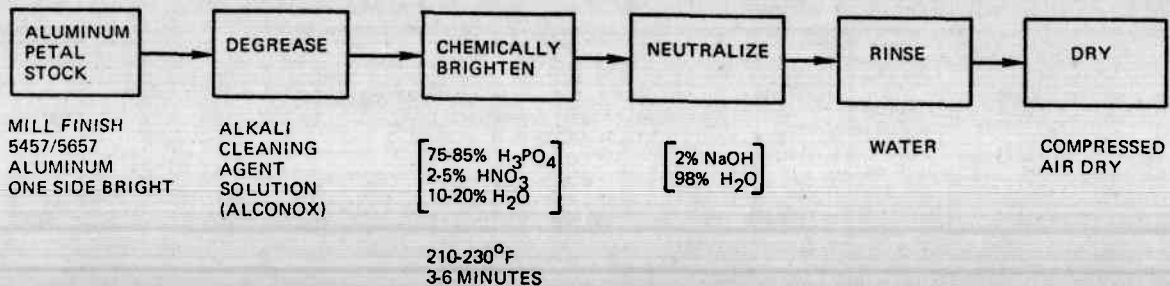 ALUMINUM
PETAL
STOCK
DEGREASE
CHEMICALLY
BRIGHTEN
NEUTRALIZE
RINSE
DRY
MILL FINISH
5457/5657
ALUMINUM
ONE SIDE BRIGHT
ALKALI
CLEANING
AGENT
SOLUTION
(ALCONOX)
75-85% H₃PO₄
2-5% HNO₃
10-20% H₂O
210-230°F
3-6 MINUTES
2% NaOH
98% H₂O
WATER
COMPRESSED
AIR DRY